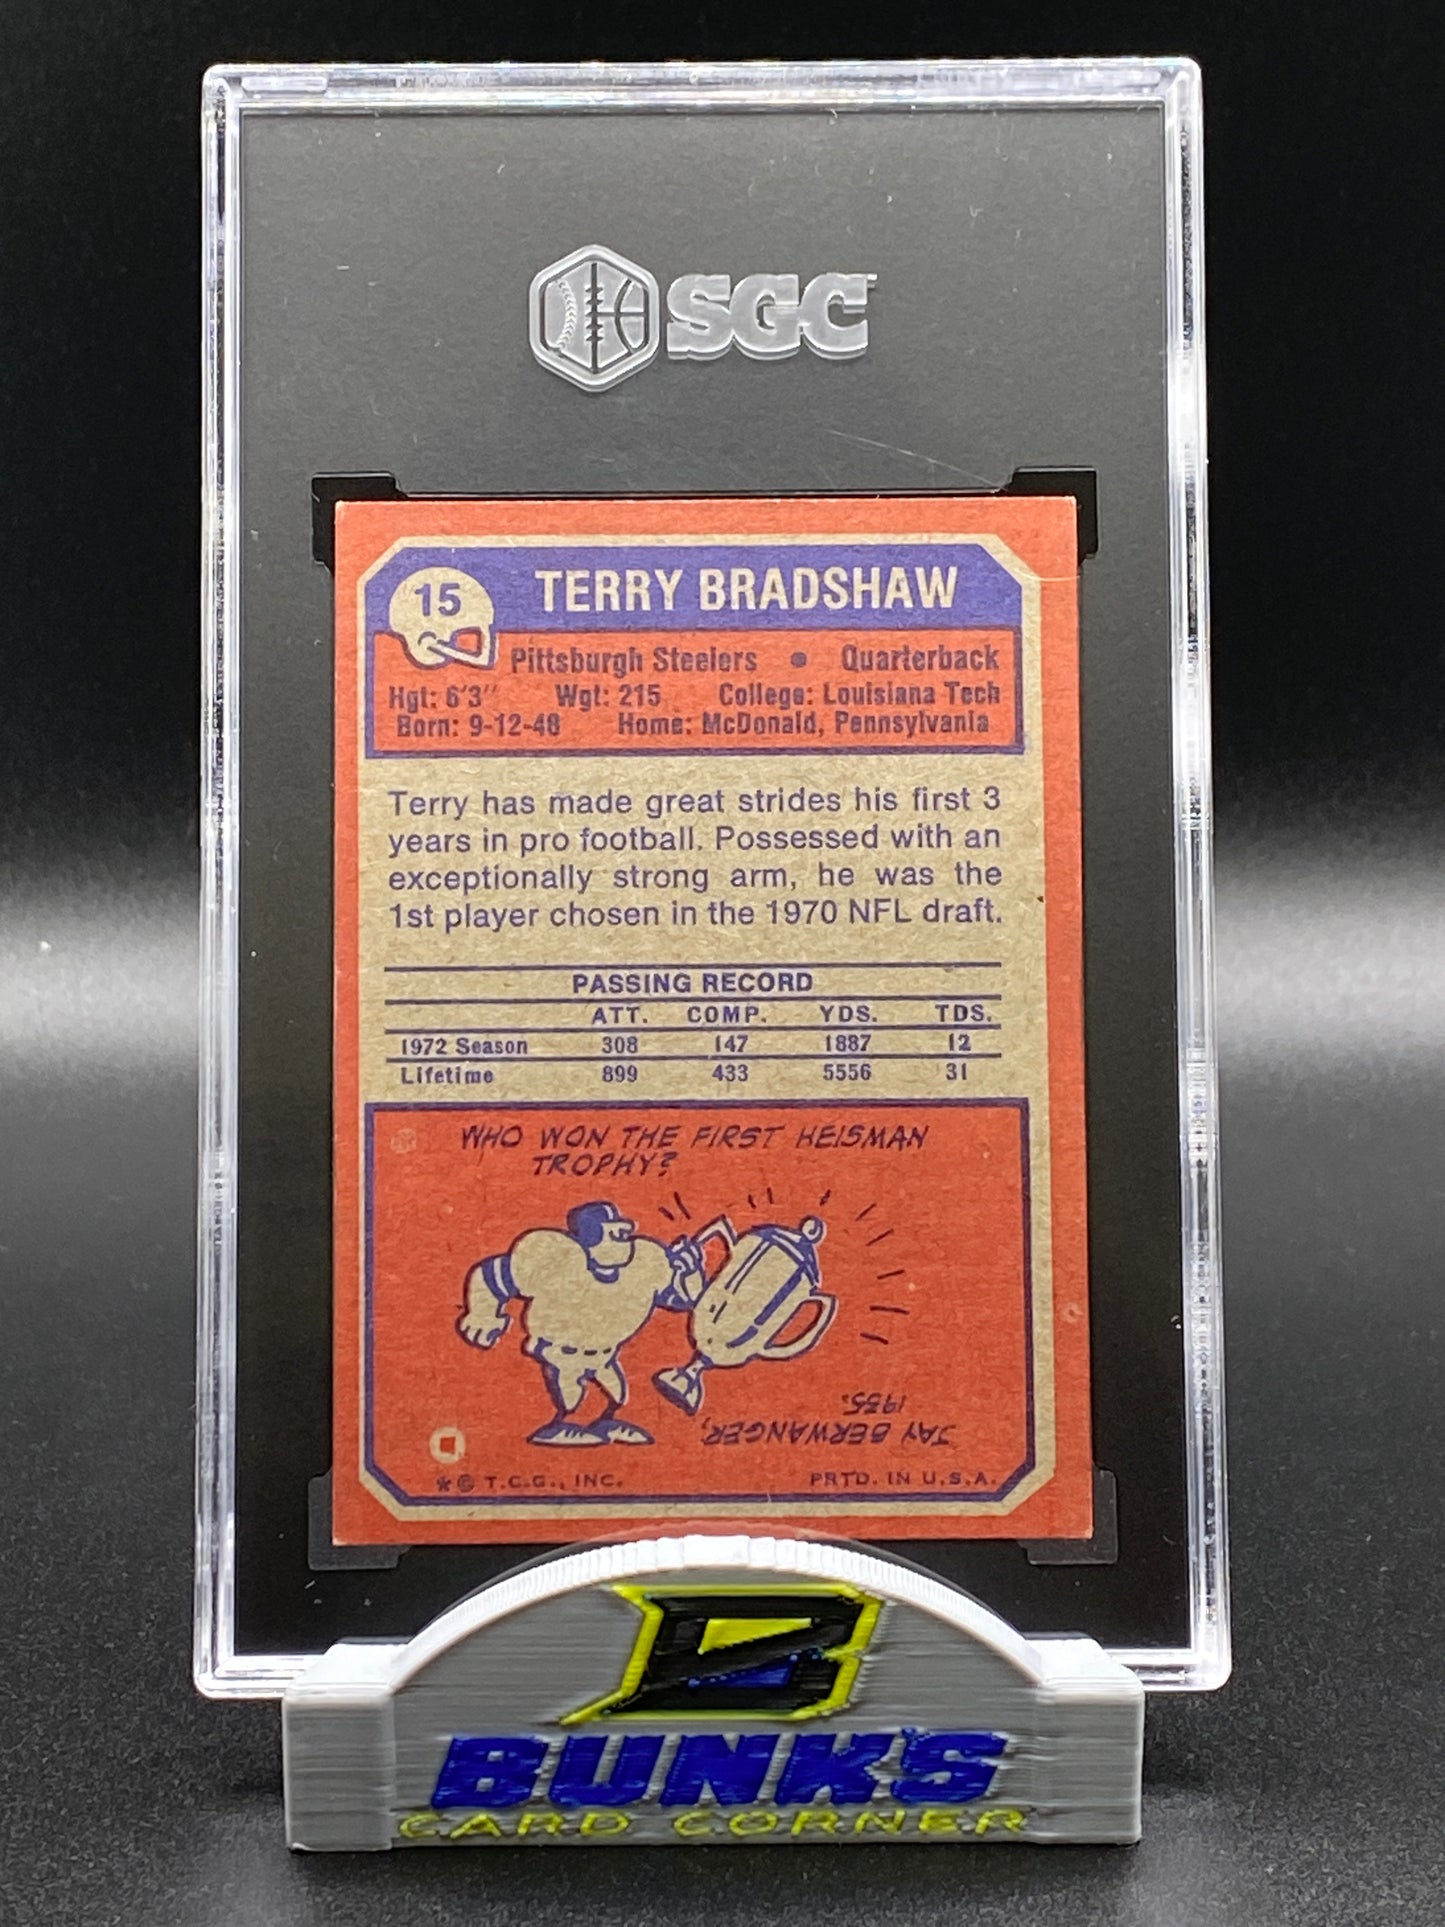 SGC
15
TERRY BRADSHAW
Pittsburgh Steelers • Quarterback
Hgt: 6'3" Wgt: 215 College: Louisiana Tech
Born: 9-12-48 Home: McDonald, Pennsylvania
Terry has made great strides his first 3
years in pro football. Possessed with an
exceptionally strong arm, he was the
1st player chosen in the 1970 NFL draft.
PASSING RECORD
ATT. COMP. YDS. TDS.
1972 Season 308 147 1887 12
Lifetime 899 433 5556 31
WHO WON THE FIRST HEISMAN
TROPHY?
JAY BERWANGER,
1935.
*© T.C.G., INC. PRTD. IN U.S.A.
B
BUNK'S
CARD CORNER